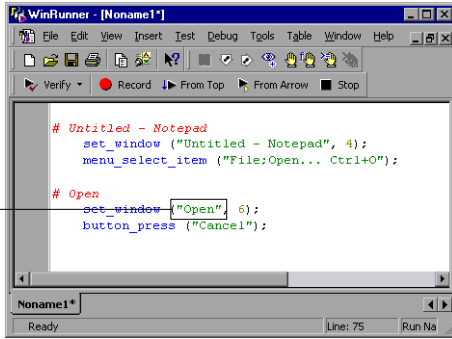 WinRunner - [Noname1*]
File Edit View Insert Test Debug Tools Table Window Help
Verify Record From Top From Arrow Stop
# Untitled - Notepad
set_window ("Untitled - Notepad", 4);
menu_select_item ("File;Open... Ctrl+O");
# Open
set_window ("Open", 6);
button_press ("Cancel");
Noname1*
Ready Line: 75 Run Na